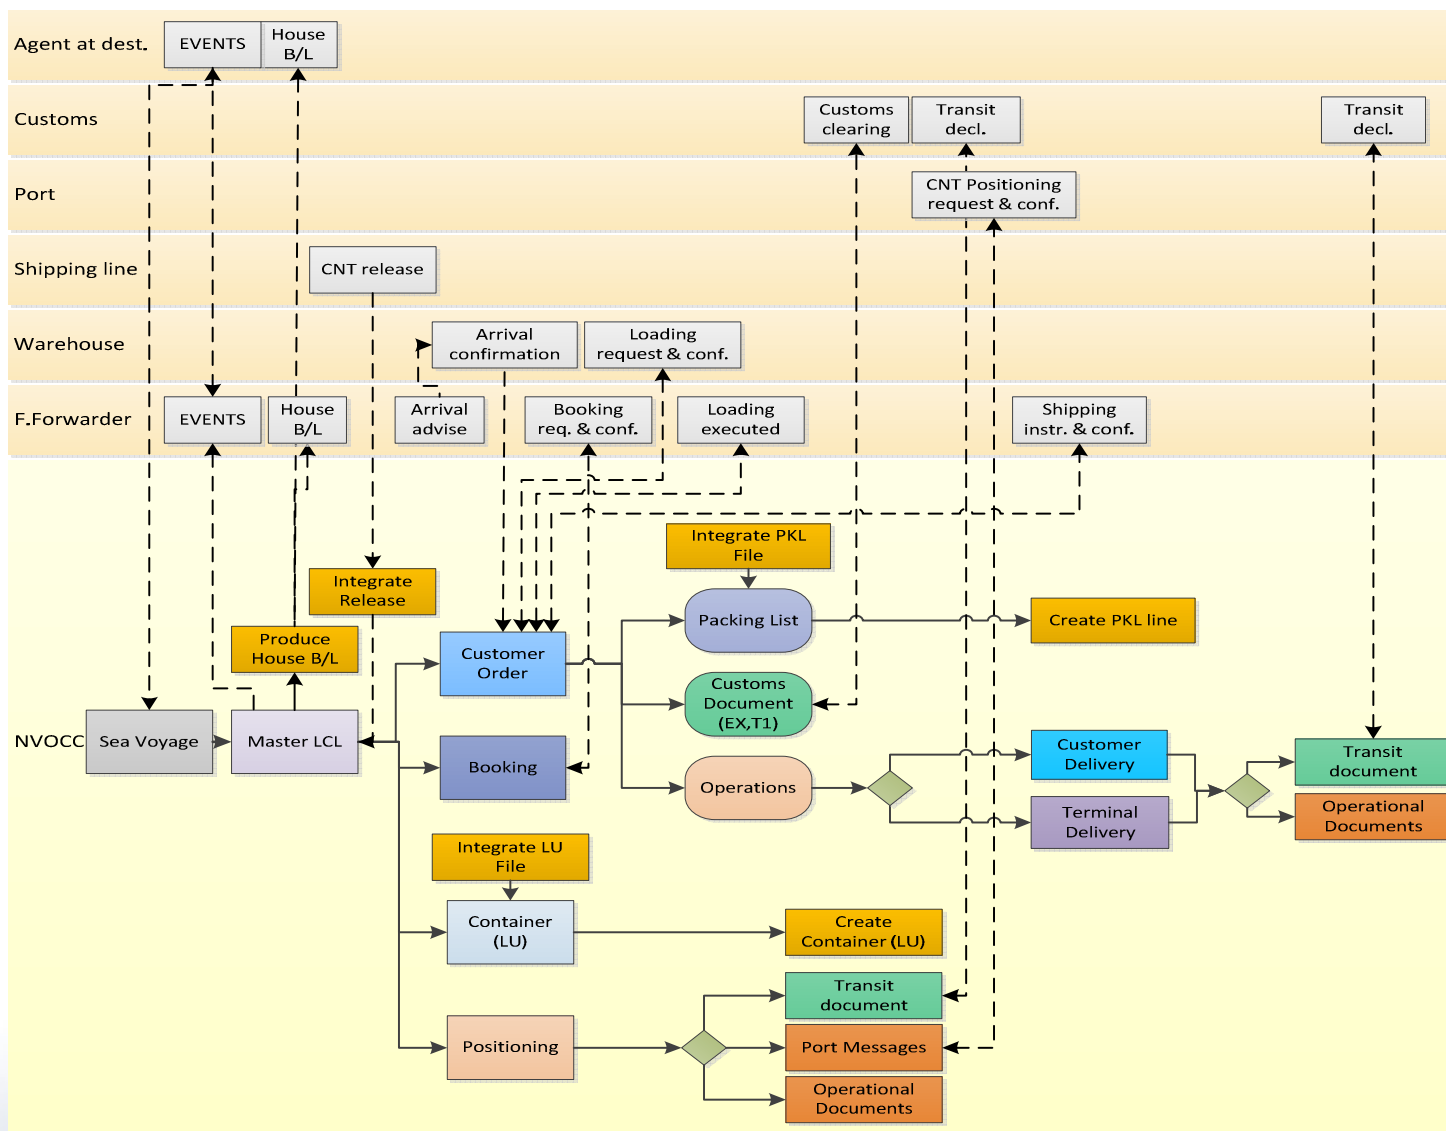 Agent at dest.
EVENTS
House
B/L
Customs
Customs
clearing
Transit
decl.
Transit
decl.
Port
CNT Positioning
request & conf.
Shipping line
CNT release
Warehouse
Arrival
confirmation
Loading
request & conf.
F.Forwarder
EVENTS
House
B/L
Arrival
advise
Booking
req. & conf.
Loading
executed
Shipping
instr. & conf.
NVOCC
Integrate PKL
File
Integrate
Release
Packing List
Create PKL line
Produce
House B/L
Customer
Order
Customs
Document
(EX,T1)
Sea Voyage
Master LCL
Booking
Operations
Customer
Delivery
Terminal
Delivery
Transit
document
Operational
Documents
Integrate LU
File
Container
(LU)
Create
Container (LU)
Transit
document
Positioning
Port Messages
Operational
Documents